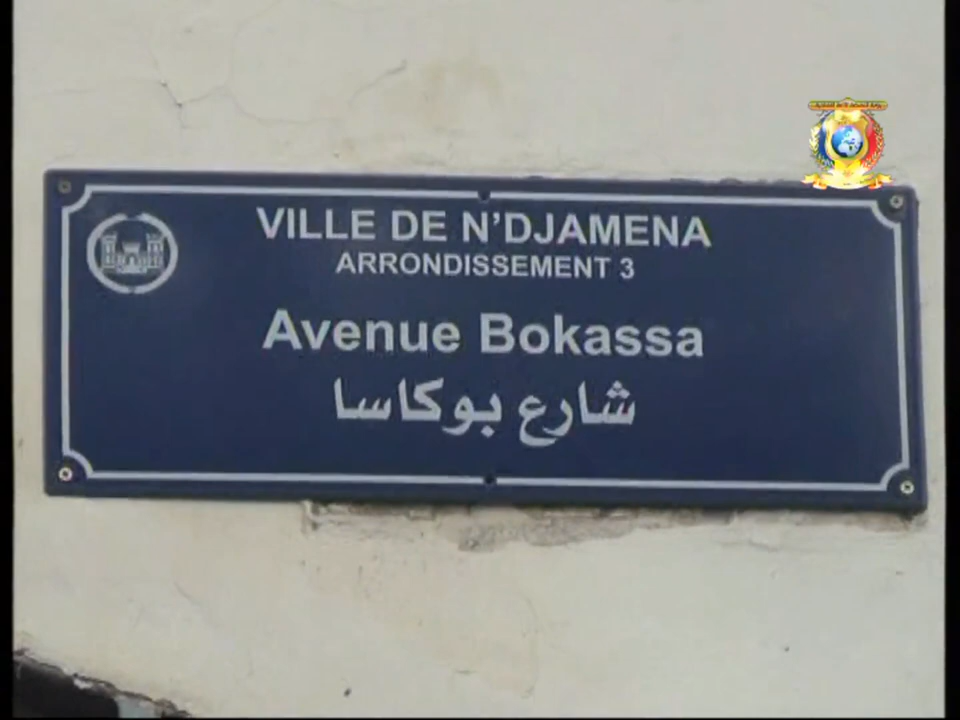 VILLE DE N'DJAMENA
ARRONDISSEMENT 3
Avenue Bokassa
شارع بوكاسا